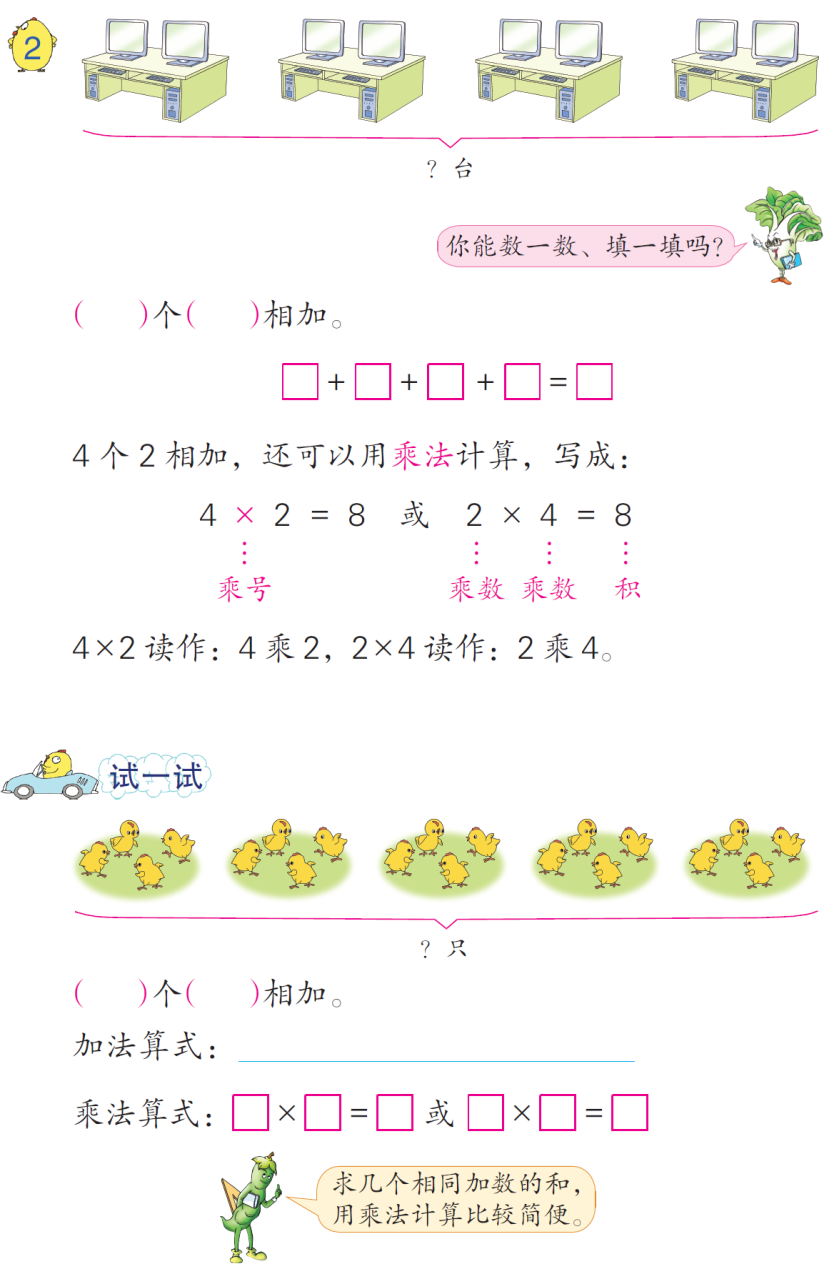 2
? 台
你能数一数、填一填吗?
(　　)个(　　)相加。
□+□+□+□=□
4个2相加，还可以用乘法计算，写成：
4 × 2 = 8 或 2 × 4 = 8
乘号 乘数 乘数 积
4×2读作：4乘2，2×4读作：2乘4。
试一试
? 只
(　　)个(　　)相加。
加法算式：
乘法算式：□×□=□ 或 □×□=□
求几个相同加数的和，
用乘法计算比较简便。